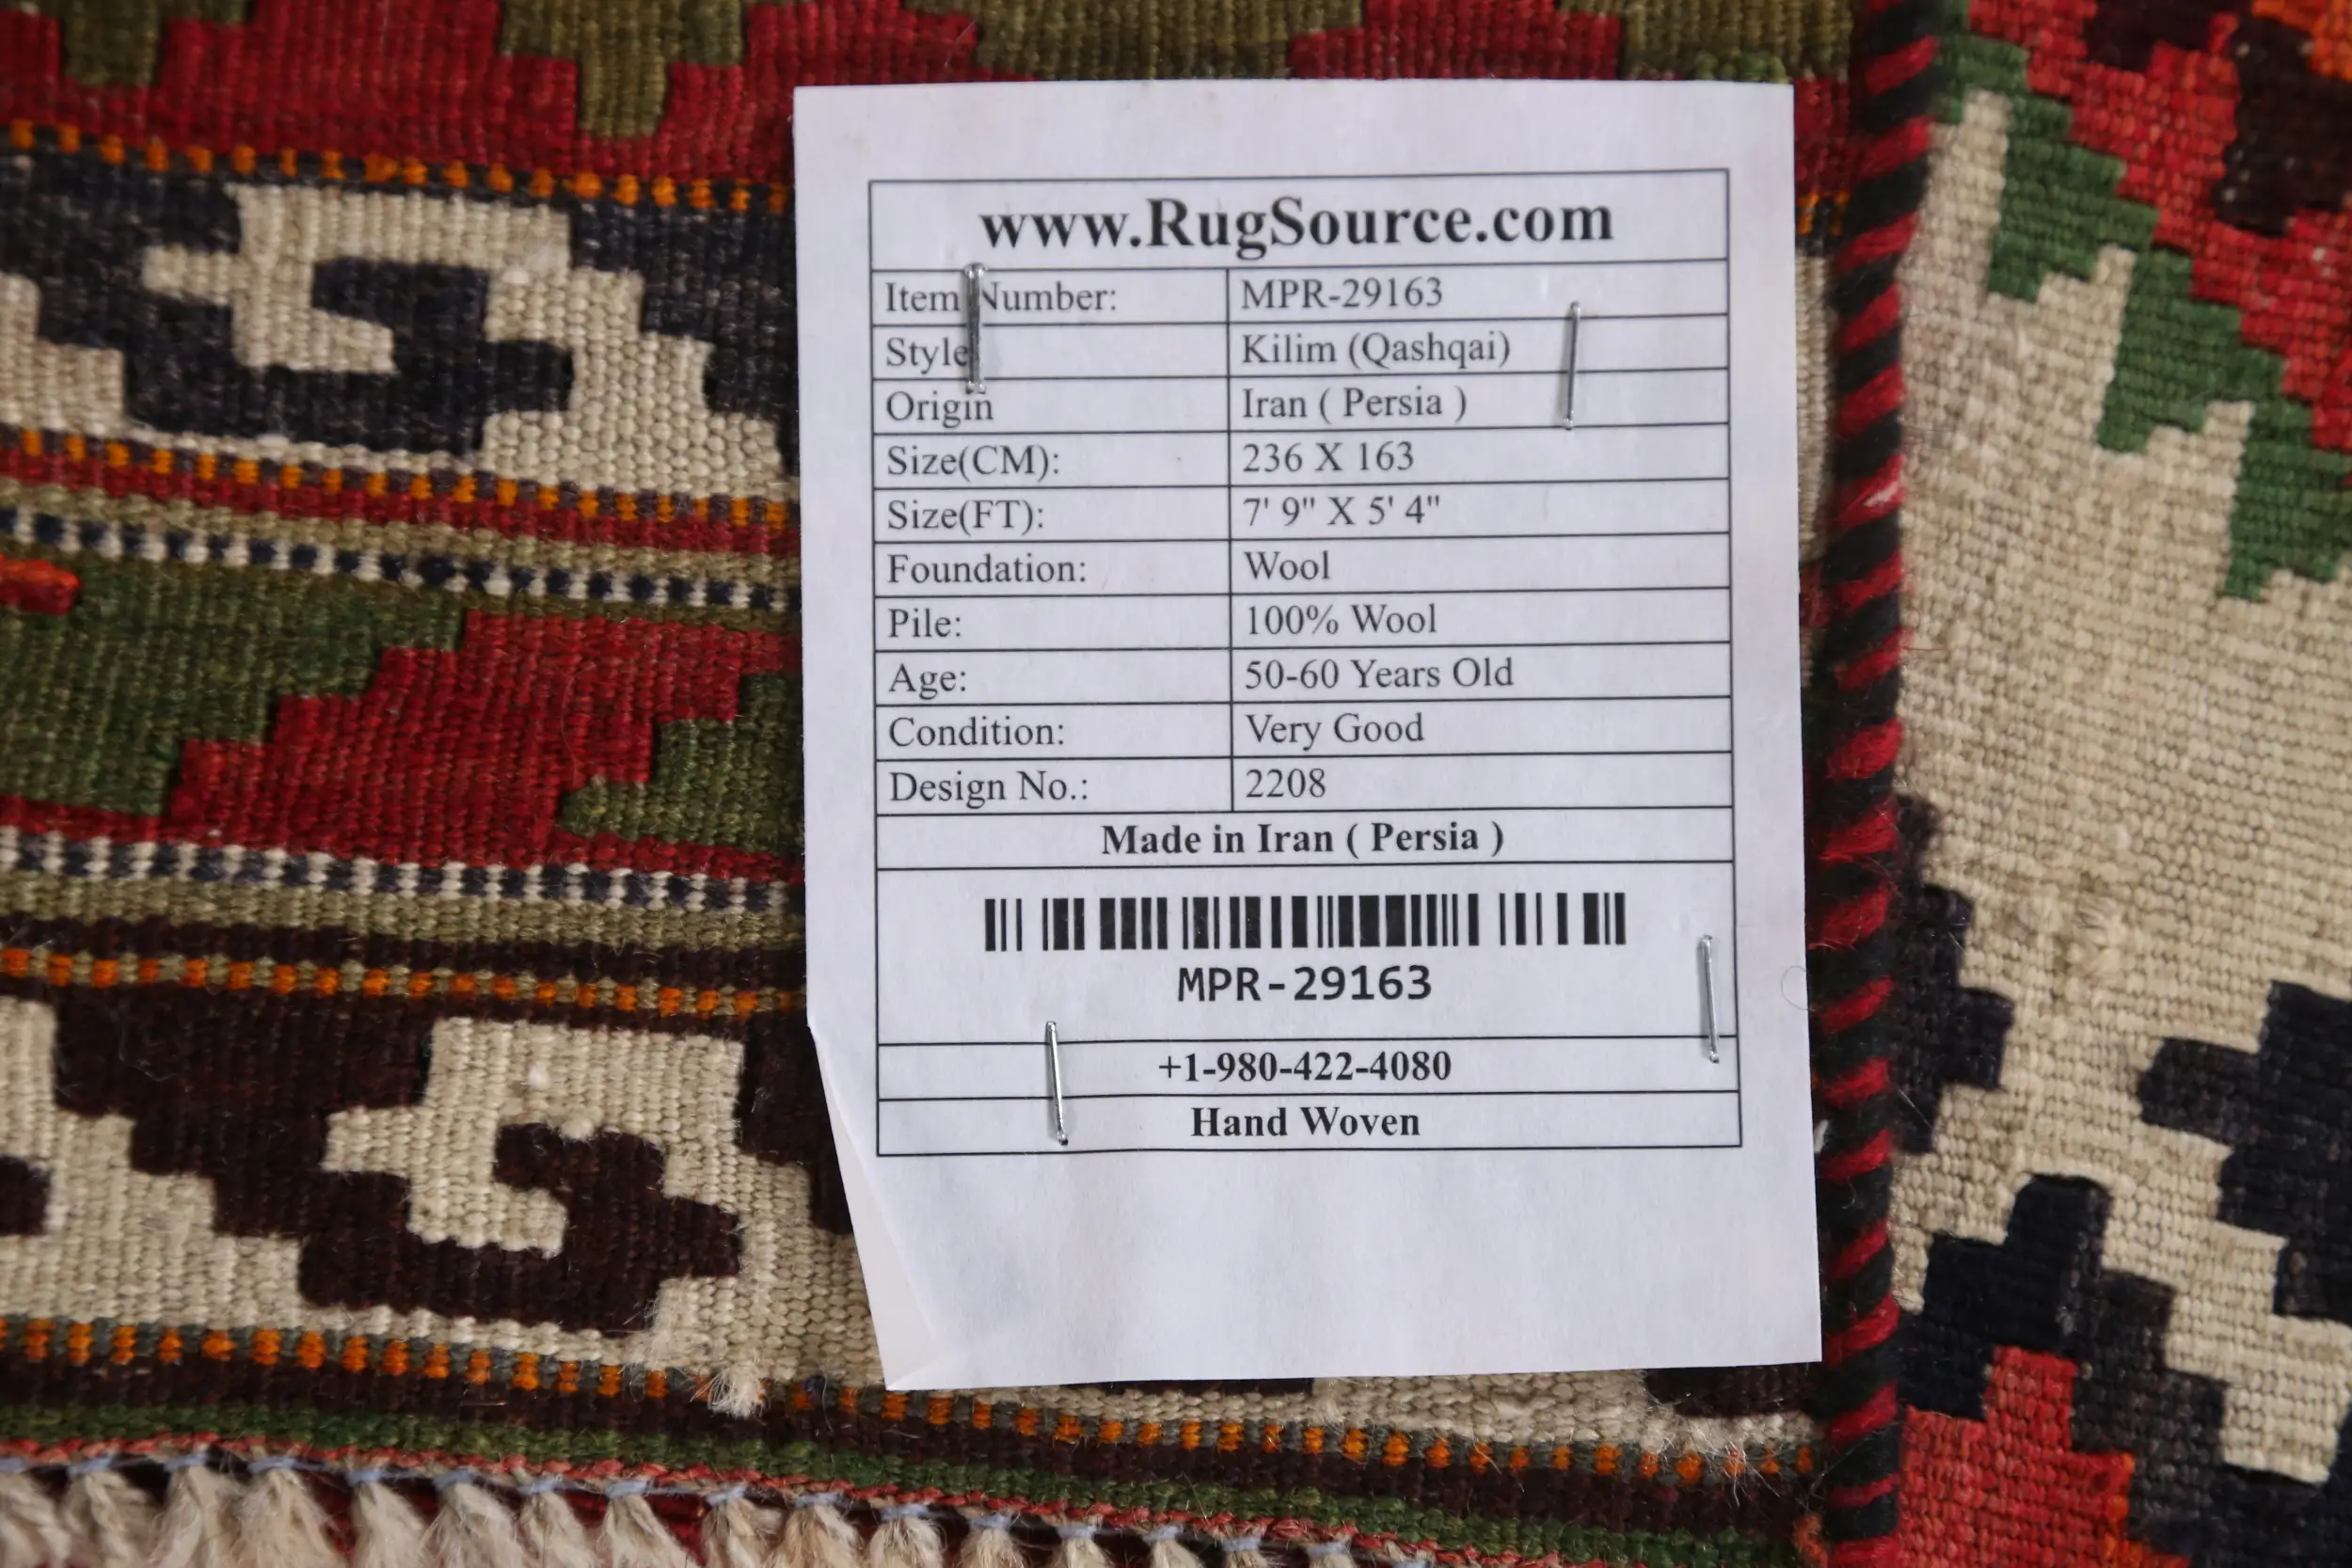 www.RugSource.com
Item Number: MPR-29163
Style Kilim (Qashqai)
Origin Iran ( Persia )
Size(CM): 236 X 163
Size(FT): 7' 9" X 5' 4"
Foundation: Wool
Pile: 100% Wool
Age: 50-60 Years Old
Condition: Very Good
Design No.: 2208
Made in Iran ( Persia )
MPR-29163
+1-980-422-4080
Hand Woven